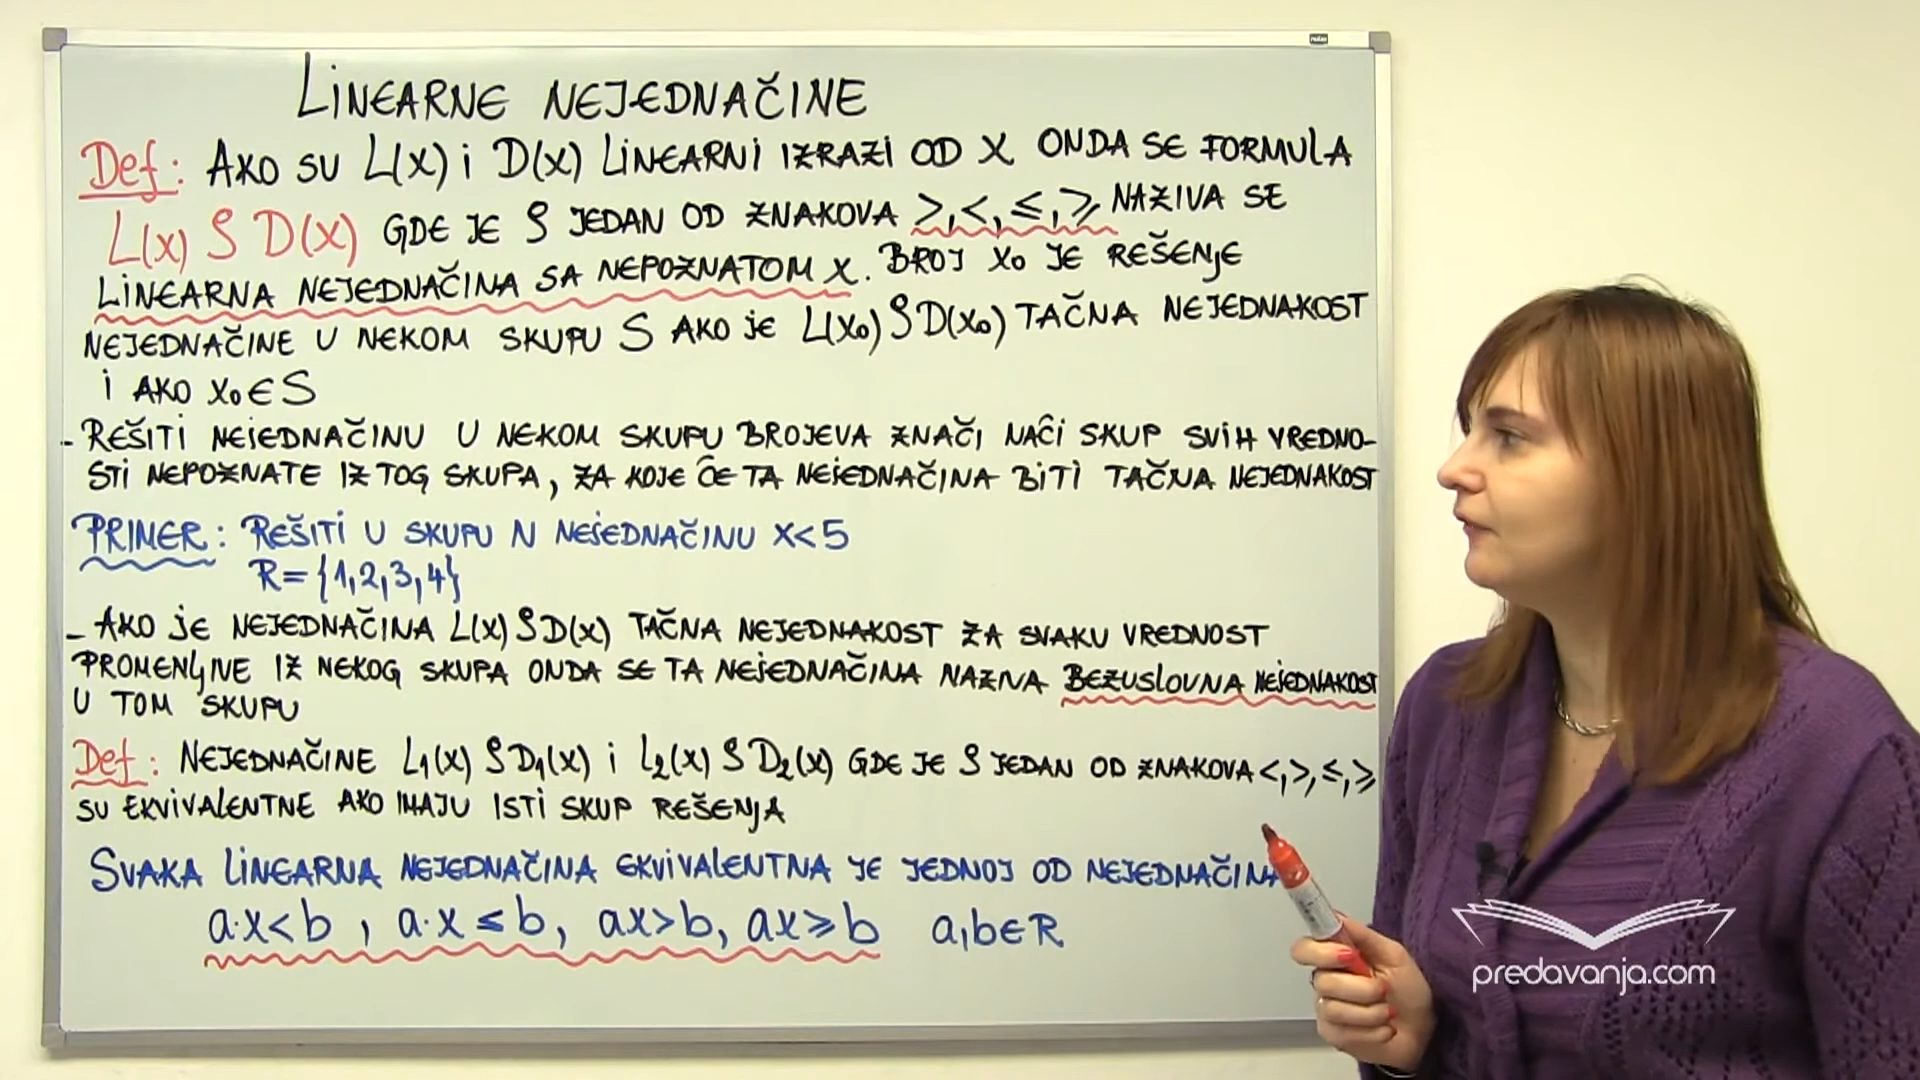 LINEARNE NEJEDNAČINE
Def: AKO SU L(x) i D(x) LINEARNI IZRAZI OD X ONDA SE FORMULA
L(x) ρ D(x) GDE JE ρ JEDAN OD ZNAKOVA >,<,≤,≥ NAZIVA SE
LINEARNA NEJEDNAČINA SA NEPOZNATOM X. BROJ x₀ JE REŠENJE
NEJEDNAČINE U NEKOM SKUPU S AKO JE L(x₀) ρ D(x₀) TAČNA NEJEDNAKOST
I AKO x₀∈S
- REŠITI NEJEDNAČINU U NEKOM SKUPU BROJEVA ZNAČI NAĆI SKUP SVIH VREDNO-
STI NEPOZNATE IZ TOG SKUPA, ZA KOJE ĆE TA NEJEDNAČINA BITI TAČNA NEJEDNAKOST
PRIMER: REŠITI U SKUPU N NEJEDNAČINU X<5
R={1,2,3,4}
- AKO JE NEJEDNAČINA L(x) ρ D(x) TAČNA NEJEDNAKOST ZA SVAKU VREDNOST
PROMENLJIVE IZ NEKOG SKUPA ONDA SE TA NEJEDNAČINA NAZIVA BEZUSLOVNA NEJEDNAKOST
U TOM SKUPU
Def: NEJEDNAČINE L₁(x) ρ D₁(x) i L₂(x) ρ D₂(x) GDE JE ρ JEDAN OD ZNAKOVA <,>,≤,≥
SU EKVIVALENTNE AKO IMAJU ISTI SKUP REŠENJA
SVAKA LINEARNA NEJEDNAČINA EKVIVALENTNA JE JEDNOJ OD NEJEDNAČINA
a·x<b, a·x≤b, ax>b, ax≥b a,b∈R
predavanja.com